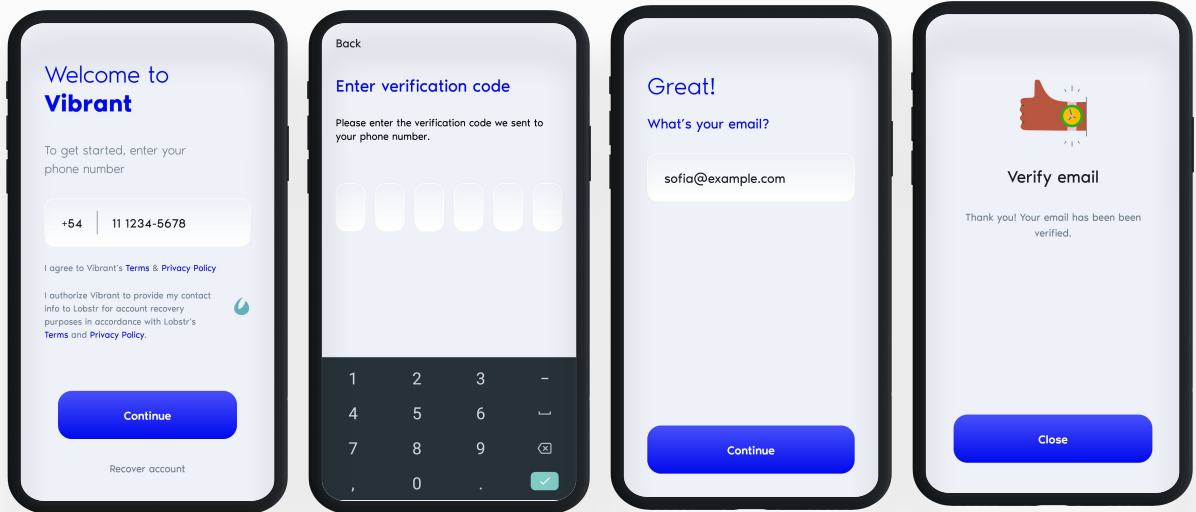 Welcome to
Vibrant
To get started, enter your
phone number
+54 11 1234-5678
I agree to Vibrant's Terms & Privacy Policy
I authorize Vibrant to provide my contact
info to Lobstr for account recovery
purposes in accordance with Lobstr's
Terms and Privacy Policy.
Continue
Recover account
Back
Enter verification code
Please enter the verification code we sent to
your phone number.
1 2 3 -
4 5 6
7 8 9
, 0 .
Great!
What's your email?
sofia@example.com
Continue
Verify email
Thank you! Your email has been been
verified.
Close